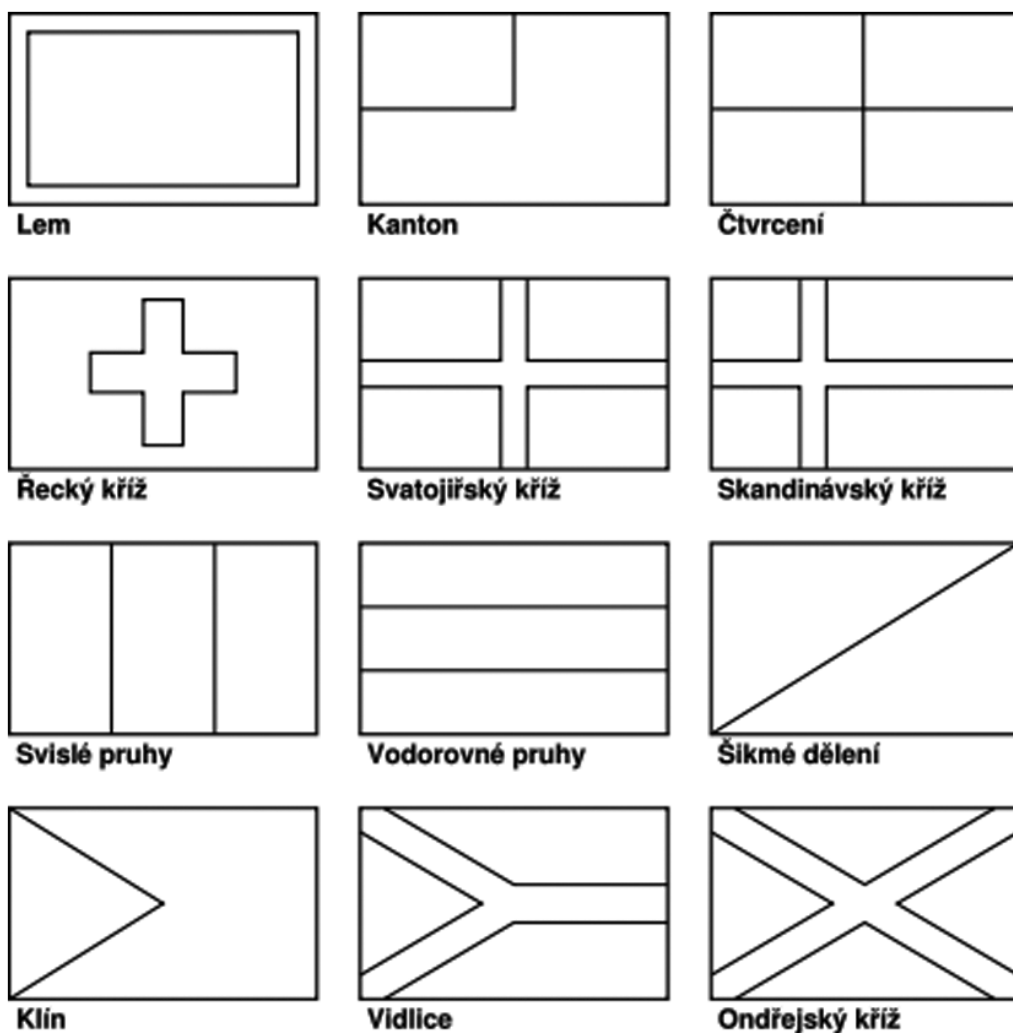 Lem
Kanton
Čtvrcení
Řecký kříž
Svatojiřský kříž
Skandinávský kříž
Svislé pruhy
Vodorovné pruhy
Šikmé dělení
Klín
Vidlice
Ondřejský kříž